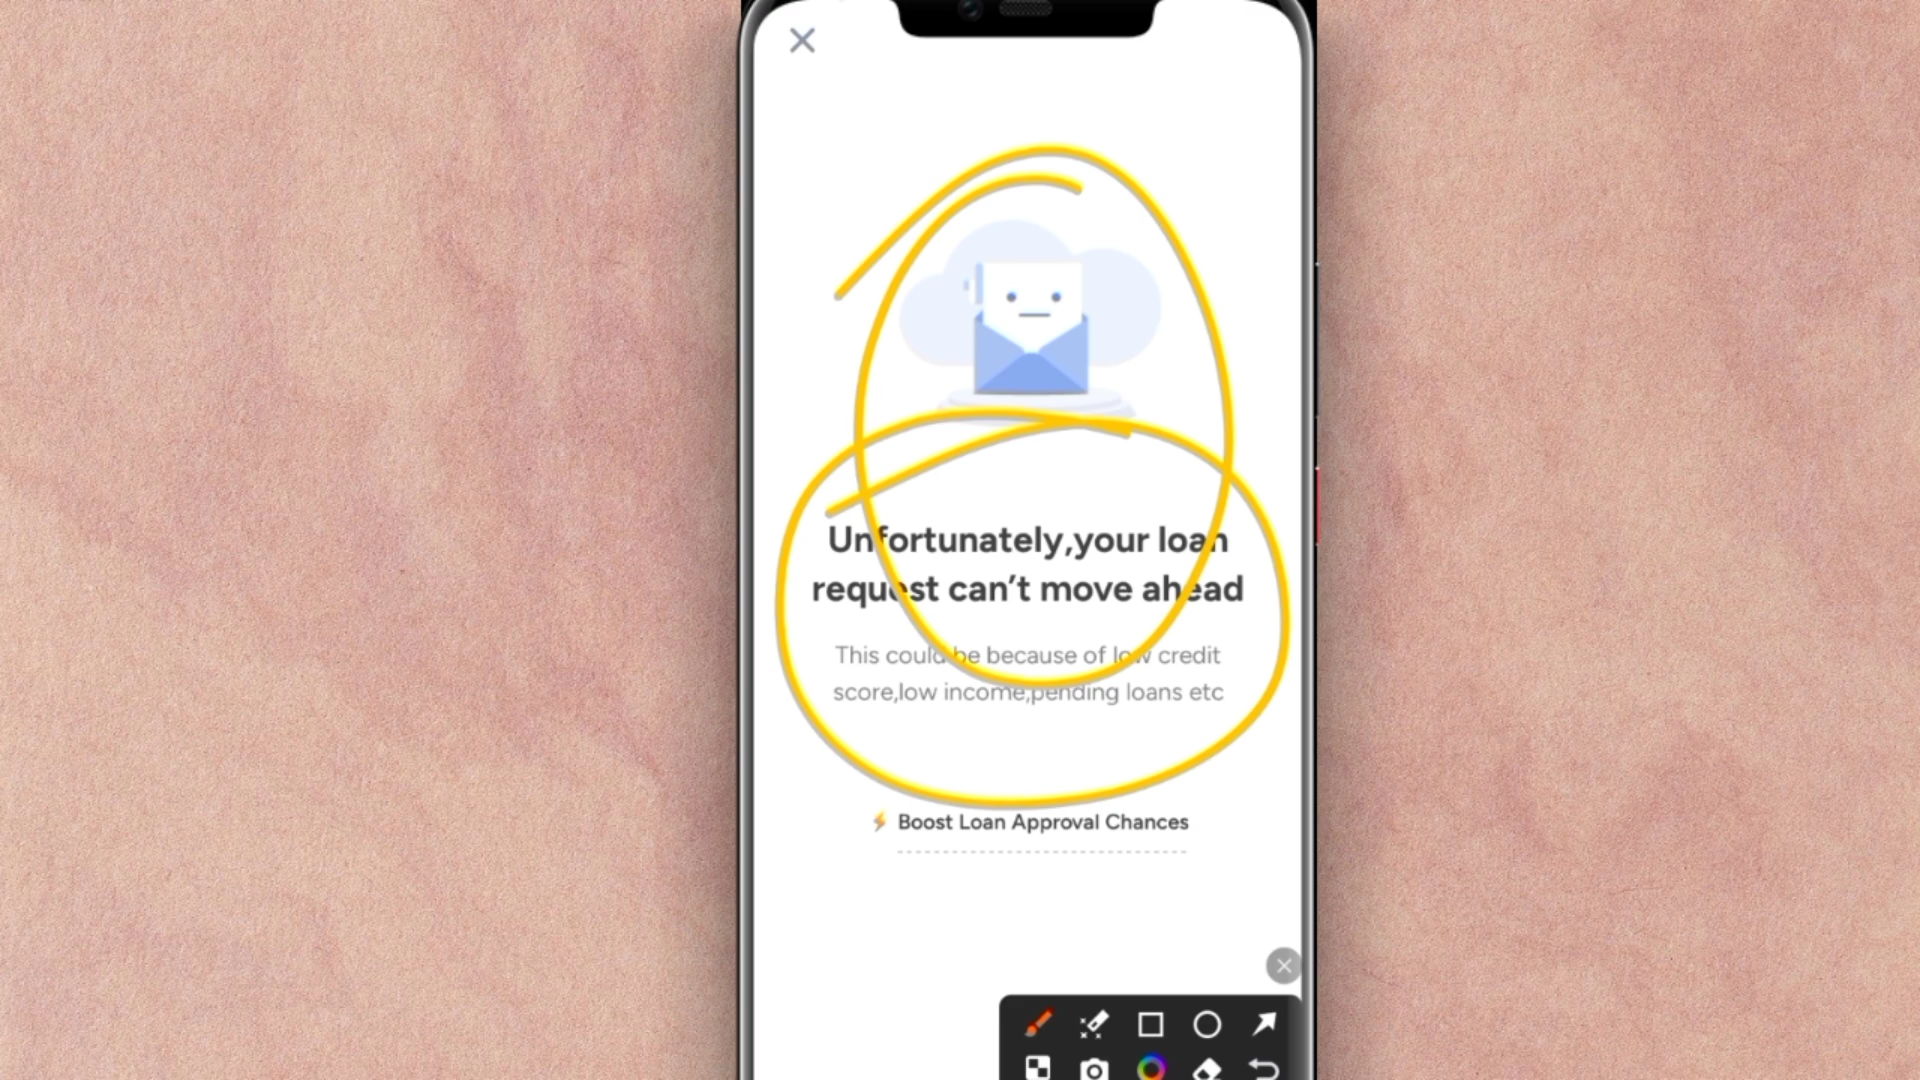 Unfortunately,your loan
request can’t move ahead
This could be because of low credit
score,low income,pending loans etc
⚡ Boost Loan Approval Chances